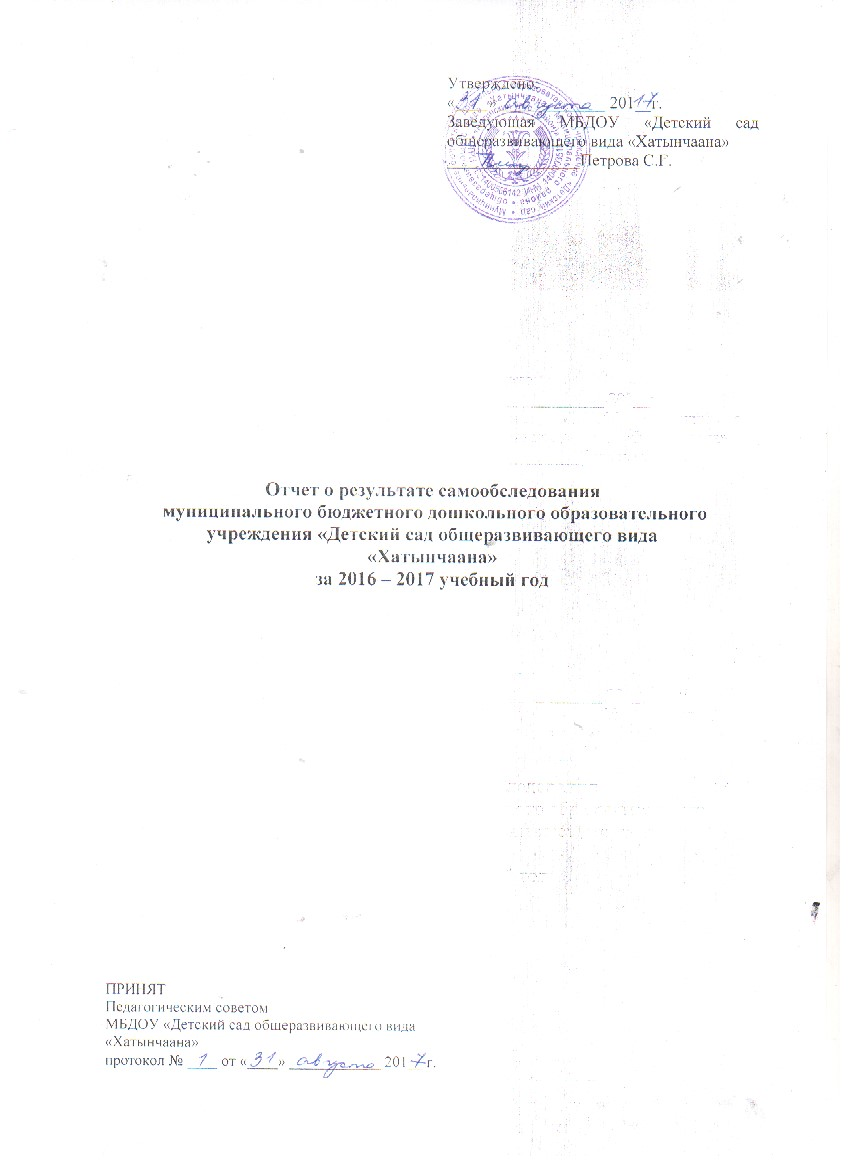 Утверждено:
«31» августа 2017г.
Заведующая МБДОУ «Детский сад
общеразвивающего вида «Хатынчаана»
Петрова С.Г.
Отчет о результате самообследования
муниципального бюджетного дошкольного образовательного
учреждения «Детский сад общеразвивающего вида
«Хатынчаана»
за 2016 – 2017 учебный год
ПРИНЯТ
Педагогическим советом
МБДОУ «Детский сад общеразвивающего вида
«Хатынчаана»
протокол № 1 от «31» августа 2017г.